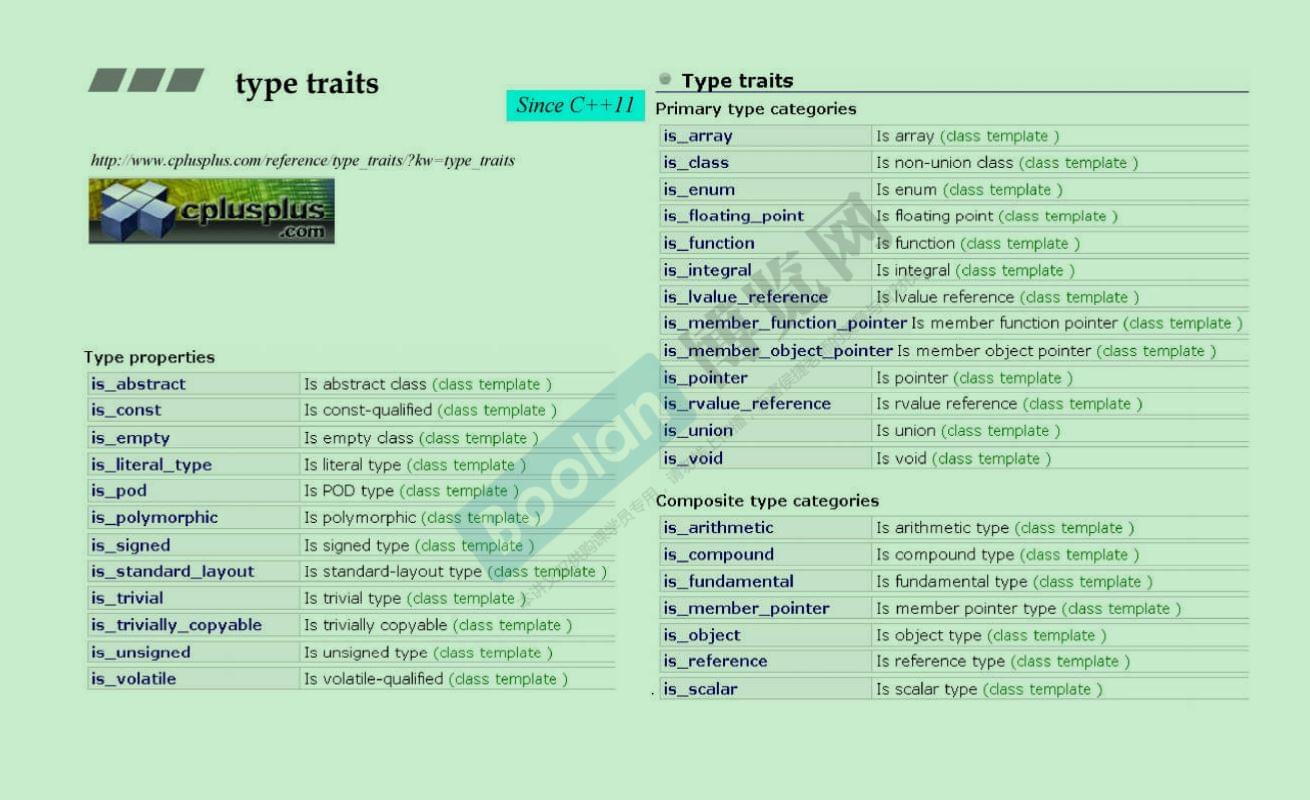 type traits
Since C++11
http://www.cplusplus.com/reference/type_traits/?kw=type_traits
cplusplus
.com
Type properties
is_abstract Is abstract class (class template )
is_const Is const-qualified (class template )
is_empty Is empty class (class template )
is_literal_type Is literal type (class template )
is_pod Is POD type (class template )
is_polymorphic Is polymorphic (class template )
is_signed Is signed type (class template )
is_standard_layout Is standard-layout type (class template )
is_trivial Is trivial type (class template )
is_trivially_copyable Is trivially copyable (class template )
is_unsigned Is unsigned type (class template )
is_volatile Is volatile-qualified (class template )
Type traits
Primary type categories
is_array Is array (class template )
is_class Is non-union class (class template )
is_enum Is enum (class template )
is_floating_point Is floating point (class template )
is_function Is function (class template )
is_integral Is integral (class template )
is_lvalue_reference Is lvalue reference (class template )
is_member_function_pointer Is member function pointer (class template )
is_member_object_pointer Is member object pointer (class template )
is_pointer Is pointer (class template )
is_rvalue_reference Is rvalue reference (class template )
is_union Is union (class template )
is_void Is void (class template )
Composite type categories
is_arithmetic Is arithmetic type (class template )
is_compound Is compound type (class template )
is_fundamental Is fundamental type (class template )
is_member_pointer Is member pointer type (class template )
is_object Is object type (class template )
is_reference Is reference type (class template )
is_scalar Is scalar type (class template )
Boolan 博览网